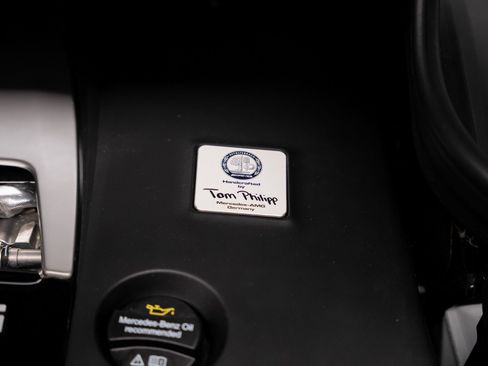 Handcrafted
by
Tom Philipp
Mercedes-AMG
Germany
Mercedes-Benz Oil
recommended!